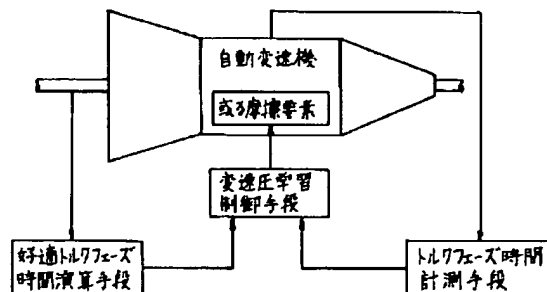 自動変速機
或る摩擦要素
変速圧学習
制御手段
好適トルクフェーズ
時間演算手段
トルクフェーズ時間
計測手段